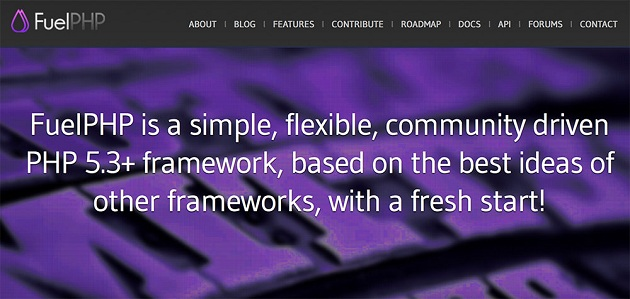 FuelPHP
ABOUT | BLOG | FEATURES | CONTRIBUTE | ROADMAP | DOCS | API | FORUMS | CONTACT
FuelPHP is a simple, flexible, community driven
PHP 5.3+ framework, based on the best ideas of
other frameworks, with a fresh start!